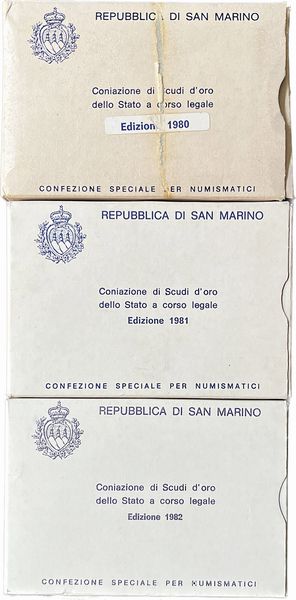 REPUBBLICA DI SAN MARINO
Coniazione di Scudi d'oro
dello Stato a corso legale
Edizione 1980
CONFEZIONE SPECIALE PER NUMISMATICI
REPUBBLICA DI SAN MARINO
Coniazione di Scudi d'oro
dello Stato a corso legale
Edizione 1981
CONFEZIONE SPECIALE PER NUMISMATICI
REPUBBLICA DI SAN MARINO
Coniazione di Scudi d'oro
dello Stato a corso legale
Edizione 1982
CONFEZIONE SPECIALE PER NUMISMATICI